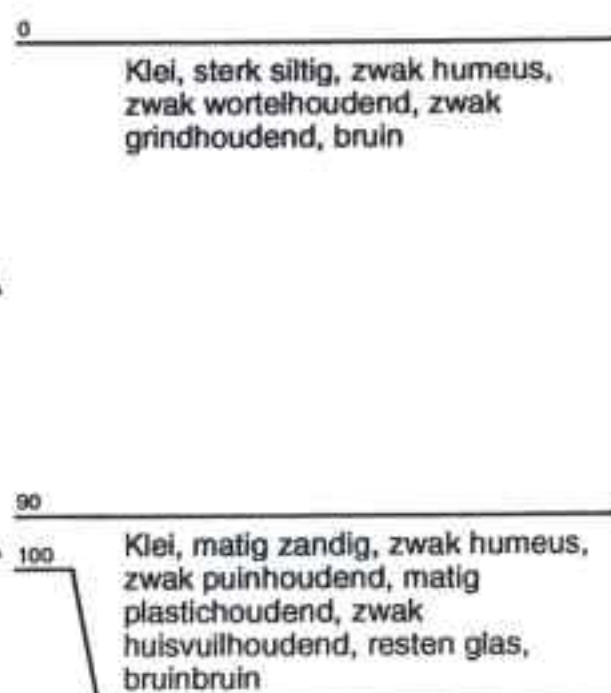 0
Klei, sterk siltig, zwak humeus,
zwak wortelhoudend, zwak
grindhoudend, bruin
90
100
Klei, matig zandig, zwak humeus,
zwak puinhoudend, matig
plastichoudend, zwak
huisvuilhoudend, resten glas,
bruinbruin